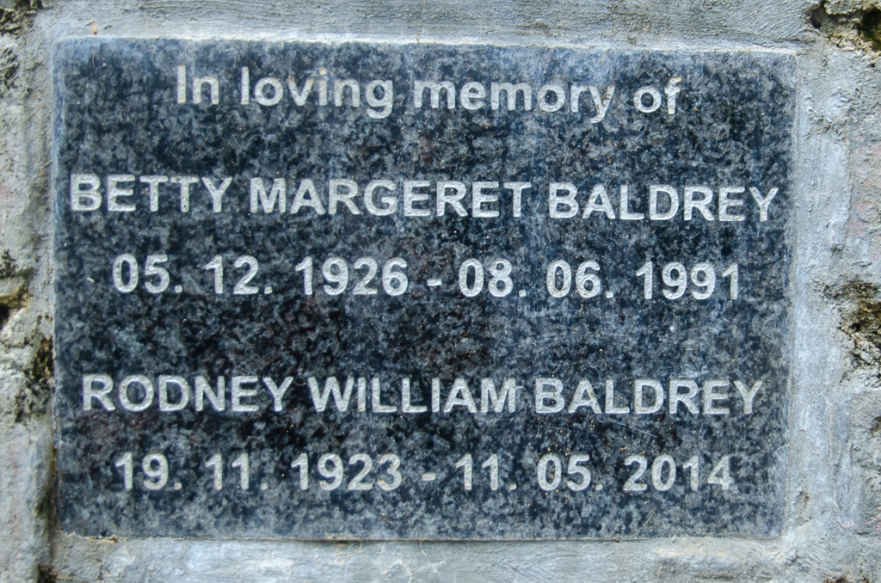 In loving memory of
BETTY MARGERET BALDREY
05. 12. 1926 - 08. 06. 1991
RODNEY WILLIAM BALDREY
19. 11. 1923 - 11. 05. 2014